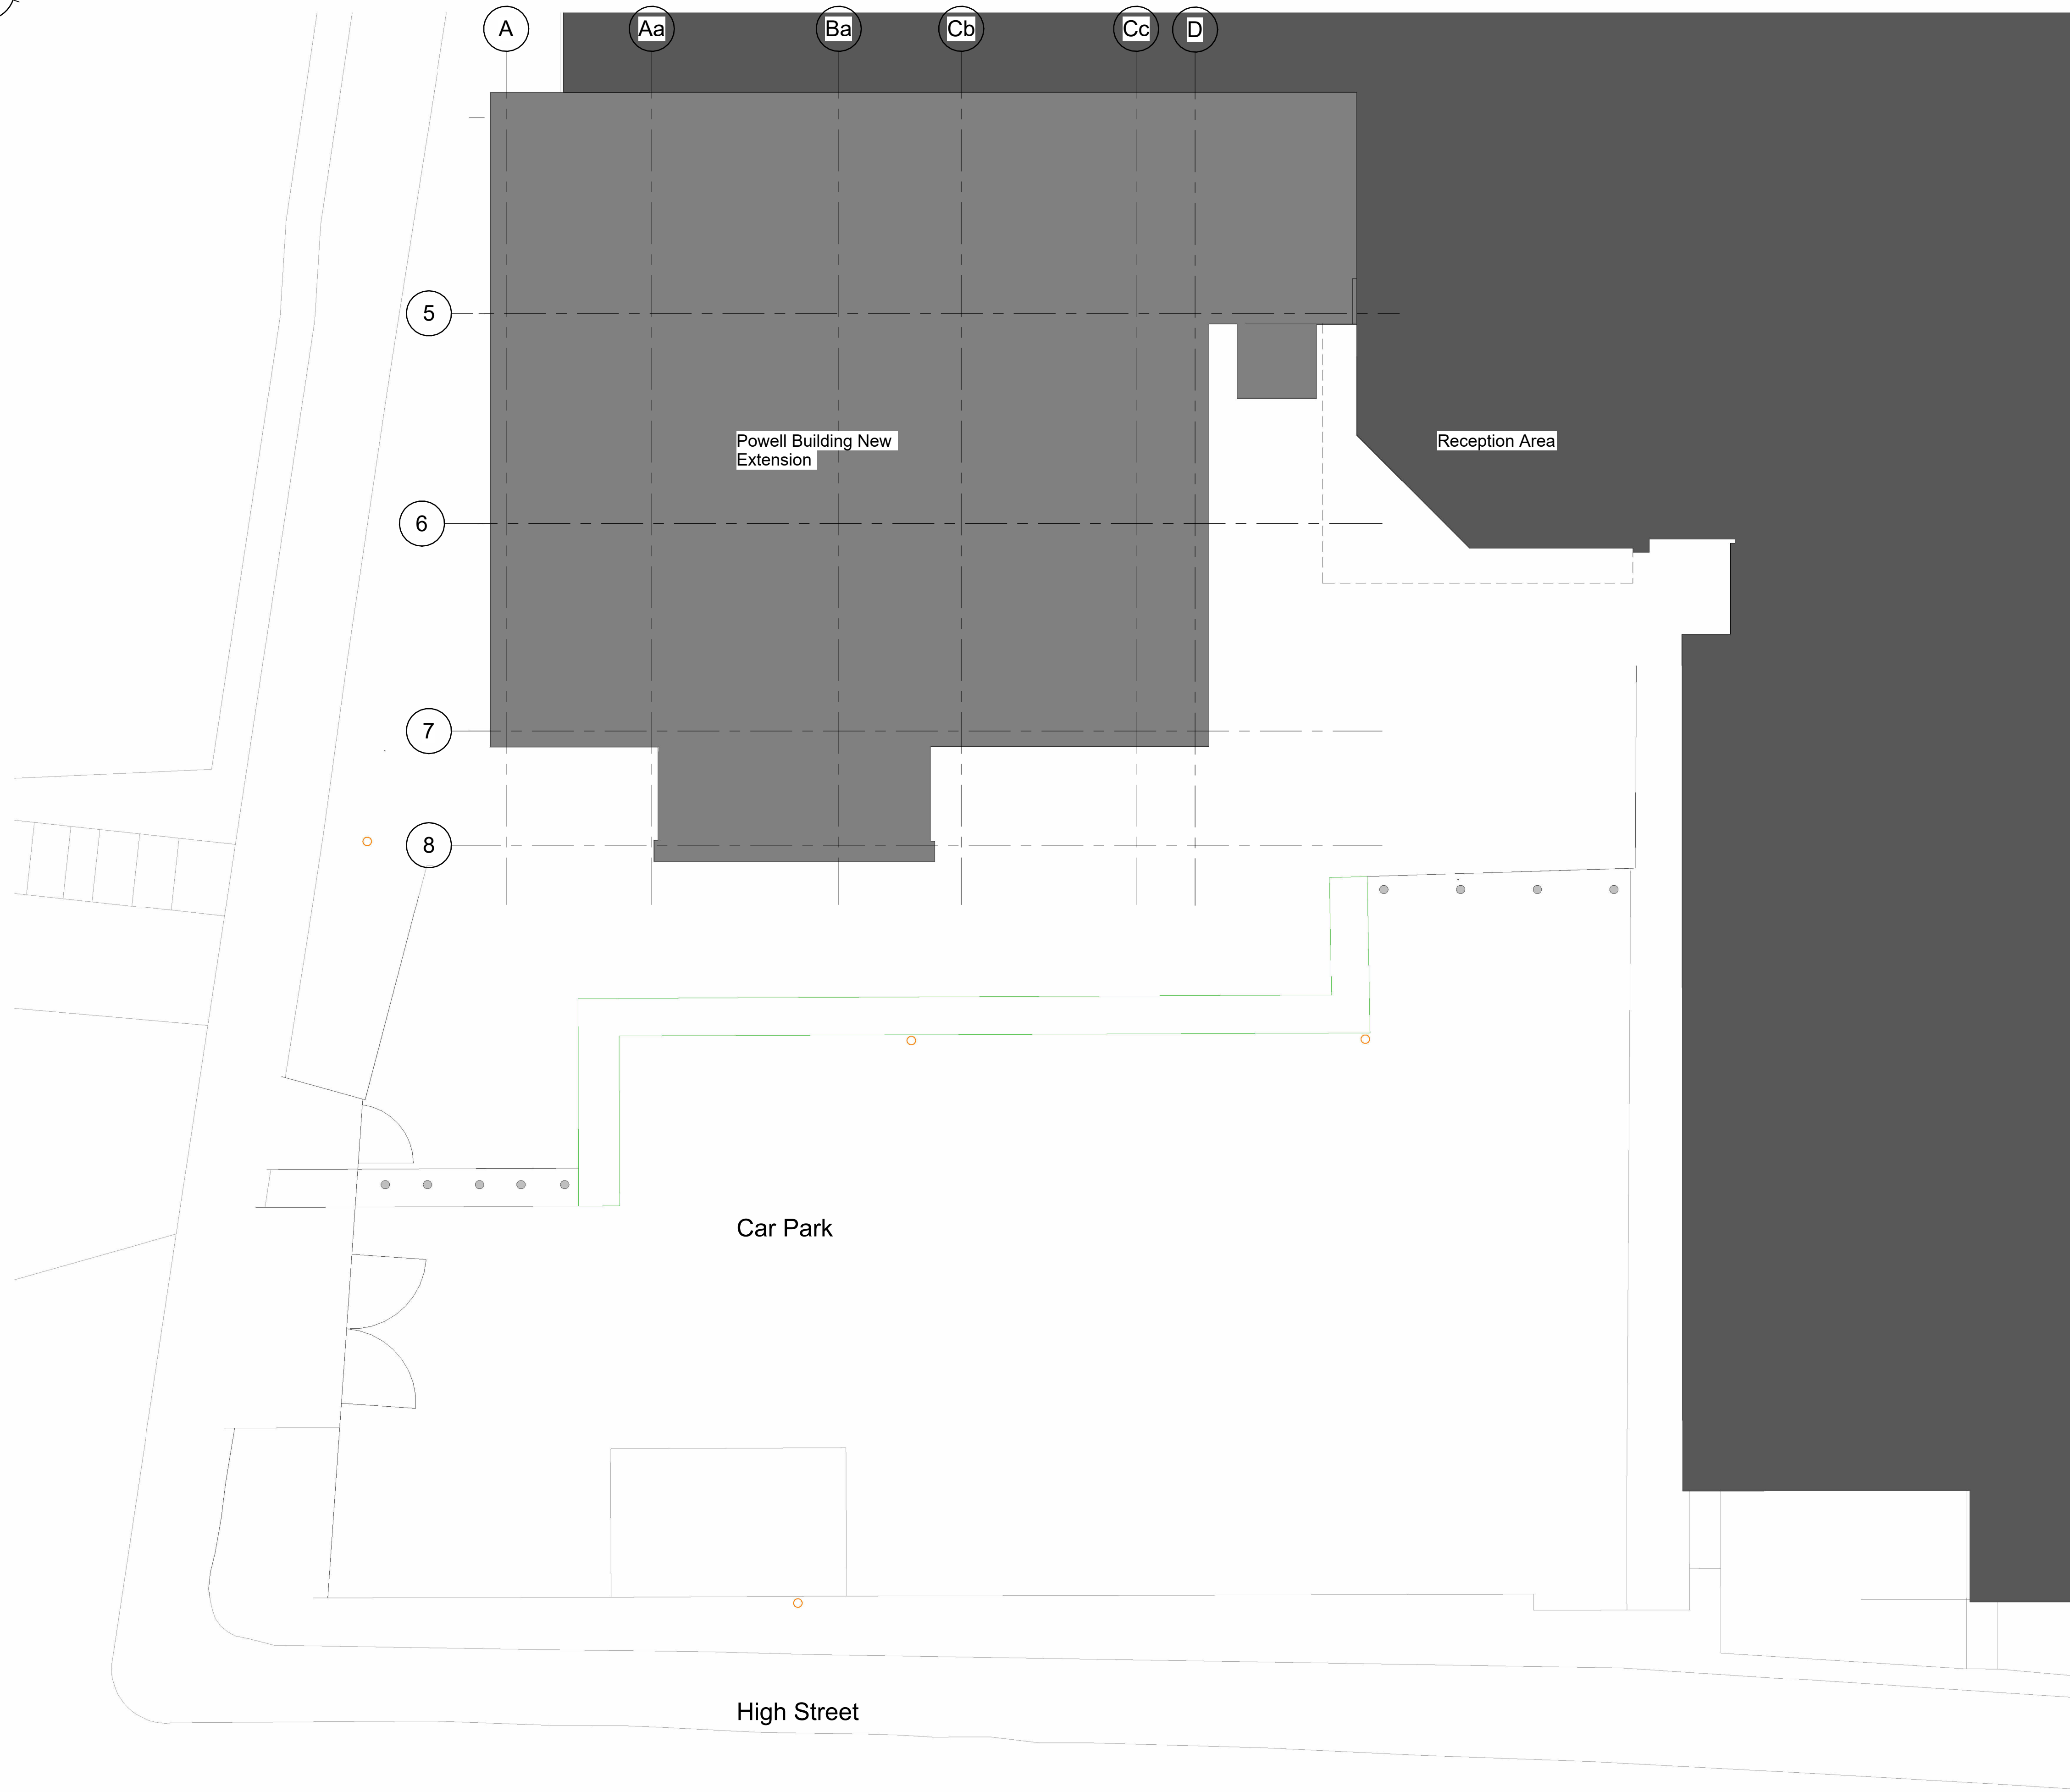 A
Aa
Ba
Cb
Cc
D
5
Powell Building New
Extension
Reception Area
6
7
8
Car Park
High Street